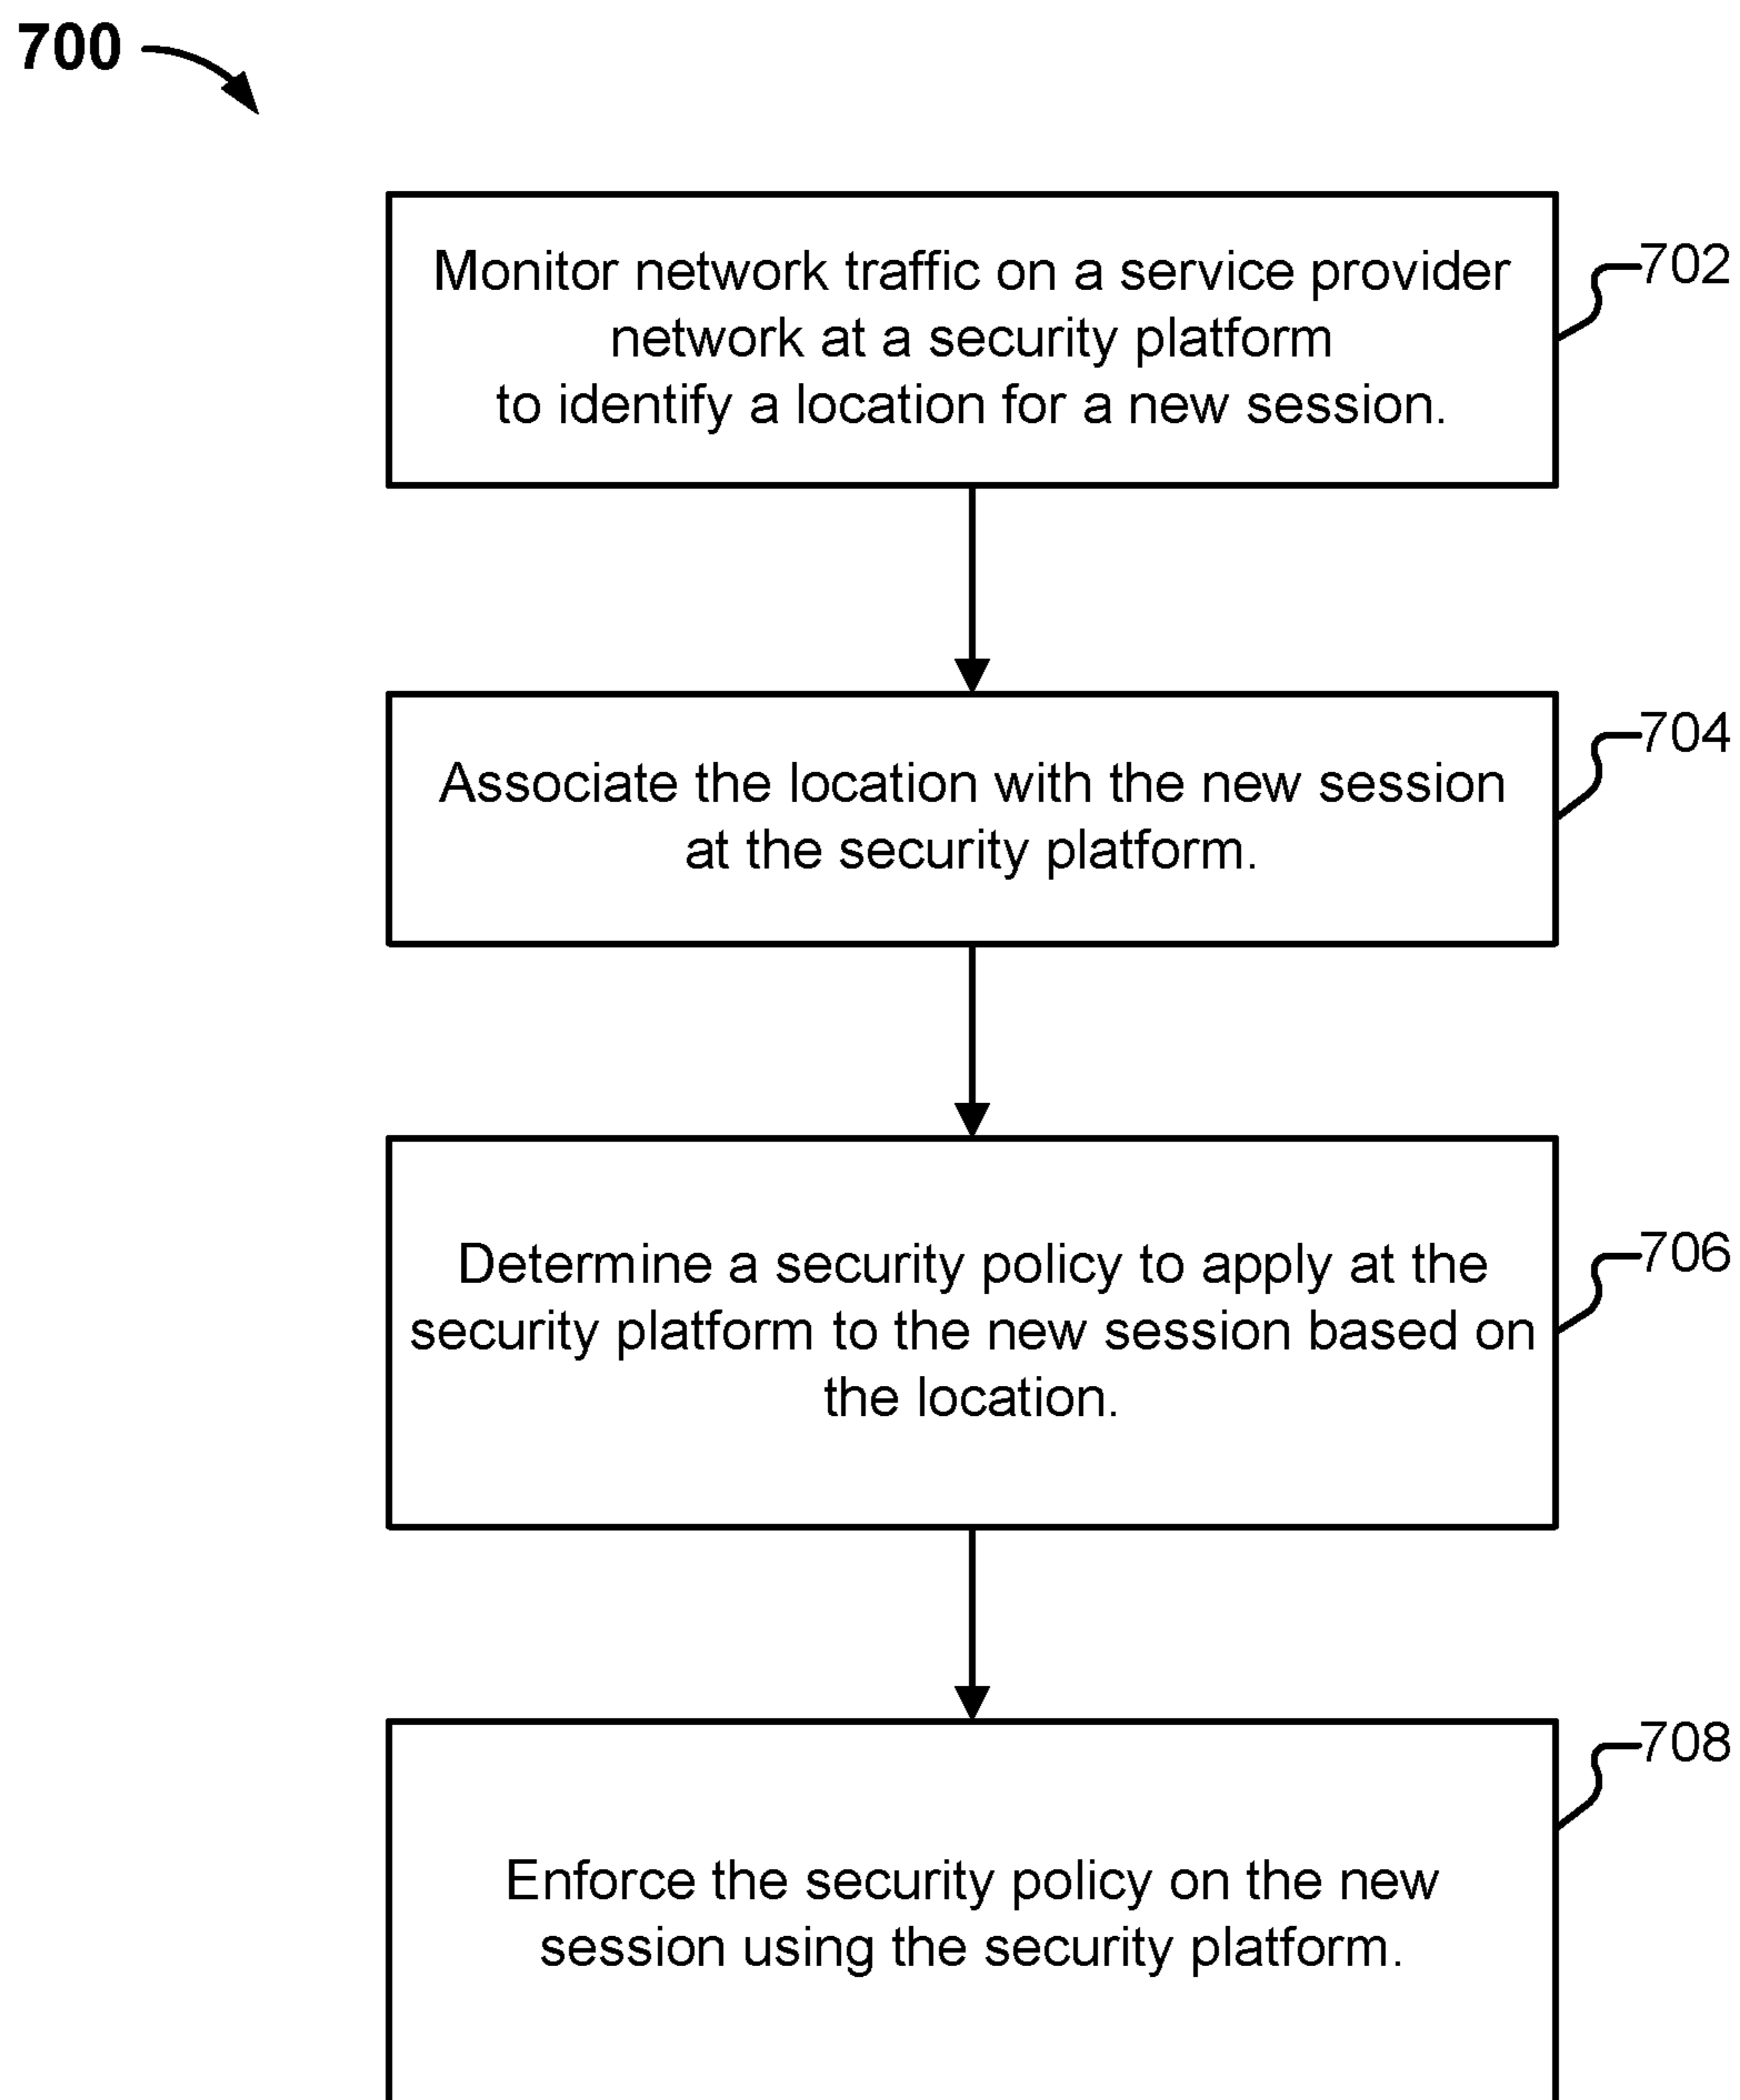 700
Monitor network traffic on a service provider
network at a security platform
to identify a location for a new session.
702
Associate the location with the new session
at the security platform.
704
Determine a security policy to apply at the
security platform to the new session based on
the location.
706
Enforce the security policy on the new
session using the security platform.
708